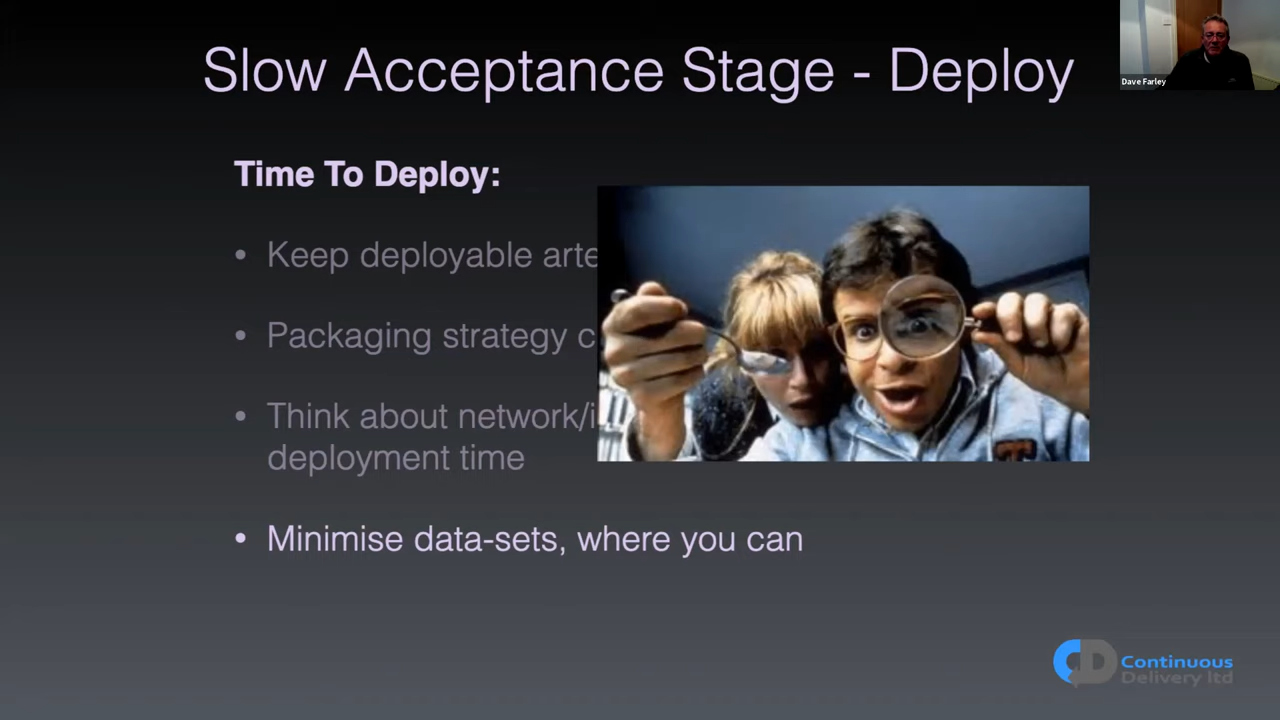 Slow Acceptance Stage - Deploy
Dave Farley
Time To Deploy:
• Keep deployable arte
• Packaging strategy c
• Think about network/i
deployment time
• Minimise data-sets, where you can
Continuous
Delivery ltd